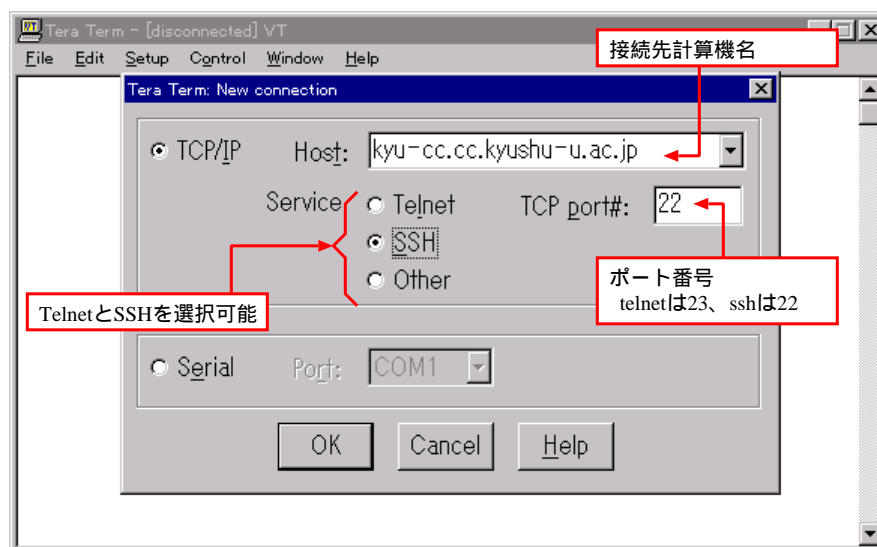 Tera Term - [disconnected] VT
File Edit Setup Control Window Help
接続先計算機名
Tera Term: New connection
TCP/IP Host: kyu-cc.cc.kyushu-u.ac.jp
Service Telnet TCP port#: 22
SSH
Other
ポート番号
telnetは23、sshは22
TelnetとSSHを選択可能
Serial Port: COM1
OK Cancel Help